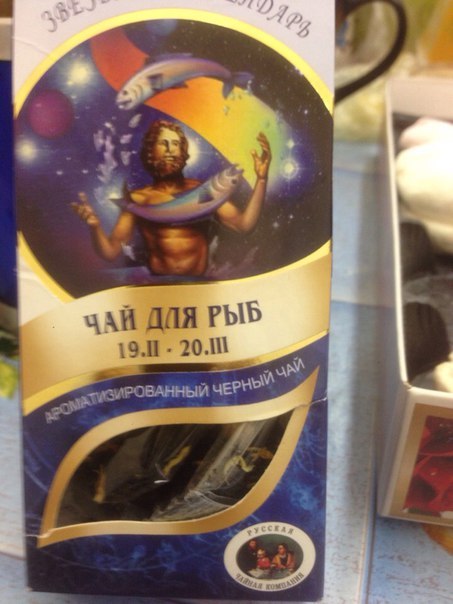 ЧАЙ ДЛЯ РЫБ
19.II - 20.III
АРОМАТИЗИРОВАННЫЙ ЧЕРНЫЙ ЧАЙ
РУССКАЯ
ЧАЙНАЯ КОМПАНИЯ